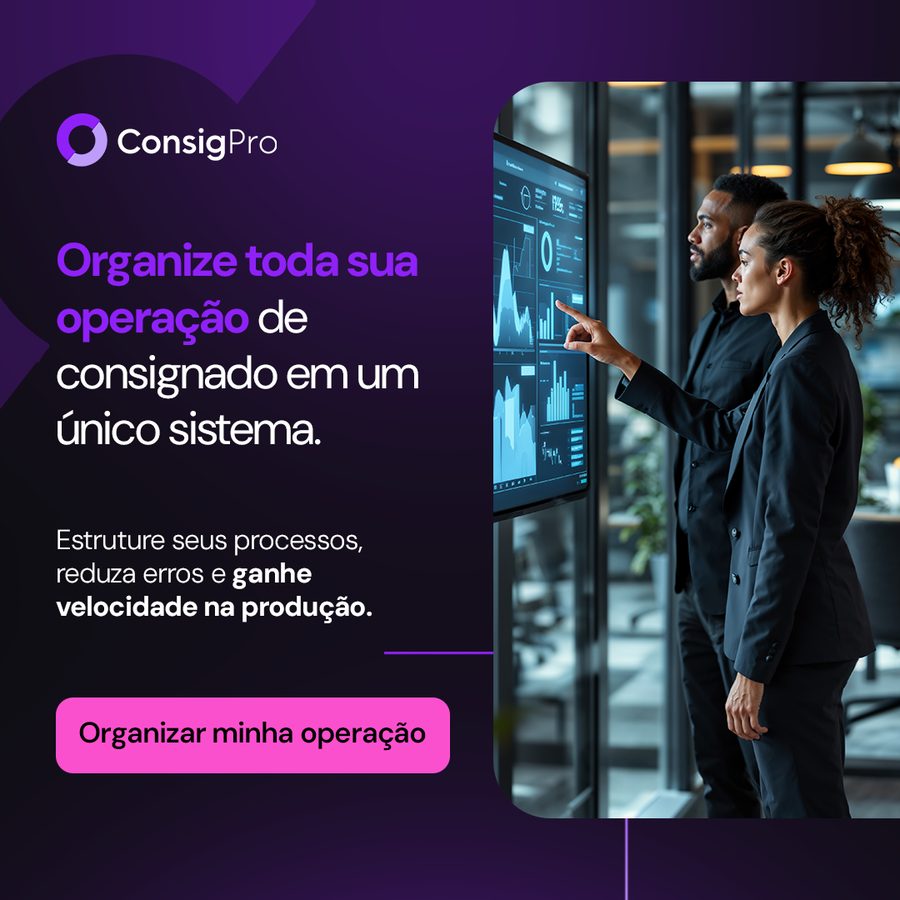 ConsigPro
Organize toda sua
operação de
consignado em um
único sistema.
Estruture seus processos,
reduza erros e ganhe
velocidade na produção.
Organizar minha operação